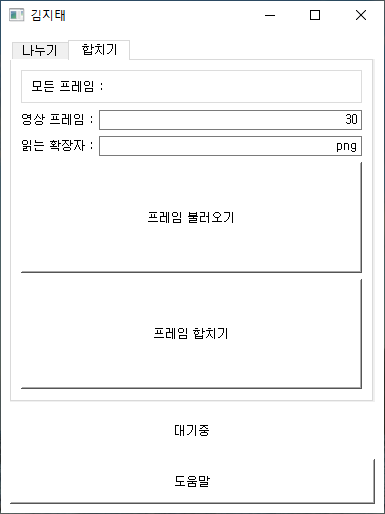 김지태
나누기 합치기
모든 프레임 :
영상 프레임 : 30
읽는 확장자 : png
프레임 불러오기
프레임 합치기
대기중
도움말